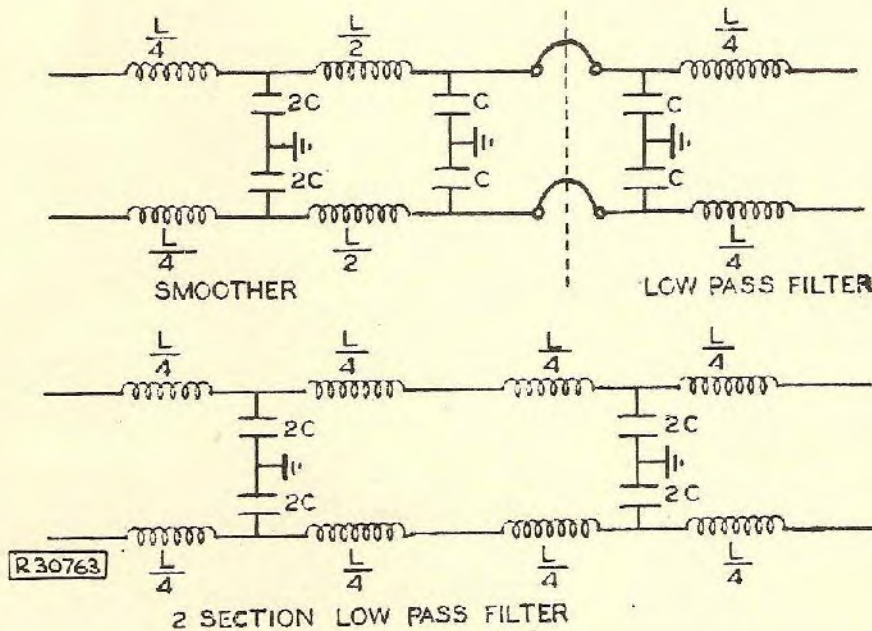 L/4 L/2 L/4
2C C C
2C C C
L/4 L/2 L/4
SMOOTHER LOW PASS FILTER
L/4 L/4 L/4 L/4
2C 2C
2C 2C
L/4 L/4 L/4 L/4
R30763
2 SECTION LOW PASS FILTER